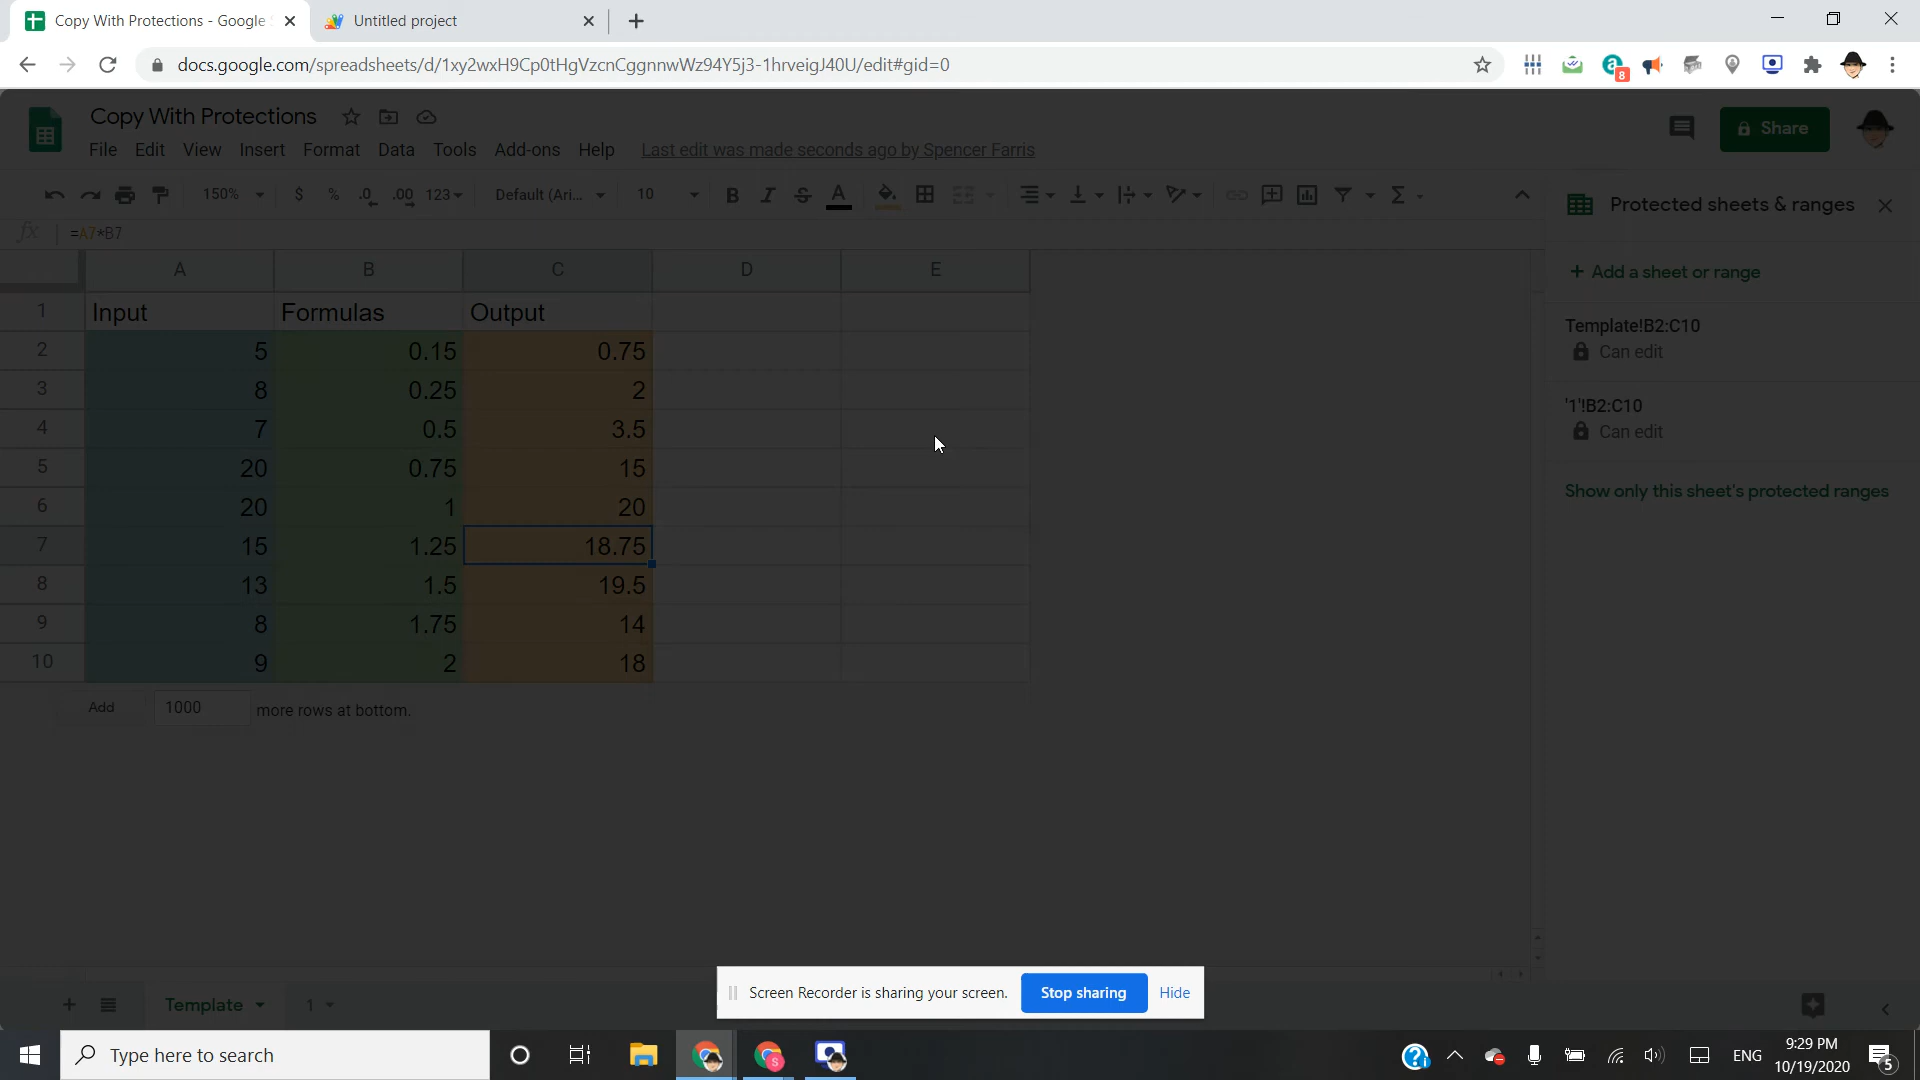 Copy With Protections - Google
Untitled project
docs.google.com/spreadsheets/d/1xy2wxH9Cp0tHgVzcnCggnnwWz94Y5j3-1hrveigJ40U/edit#gid=0
8
Copy With Protections
File Edit View Insert Format Data Tools Add-ons Help Last edit was made seconds ago by Spencer Farris
Share
150% $ % .0 .00 123 Default (Ari... 10 B I S A
Protected sheets & ranges
fx =A7*B7
A B C D E
+ Add a sheet or range
1 Input Formulas Output
2 5 0.15 0.75
3 8 0.25 2
4 7 0.5 3.5
5 20 0.75 15
6 20 1 20
7 15 1.25 18.75
8 13 1.5 19.5
9 8 1.75 14
10 9 2 18
Template!B2:C10
Can edit
'1'!B2:C10
Can edit
Show only this sheet's protected ranges
Add 1000 more rows at bottom.
Screen Recorder is sharing your screen. Stop sharing Hide
Template 1
Type here to search
S
ENG
9:29 PM
10/19/2020
5